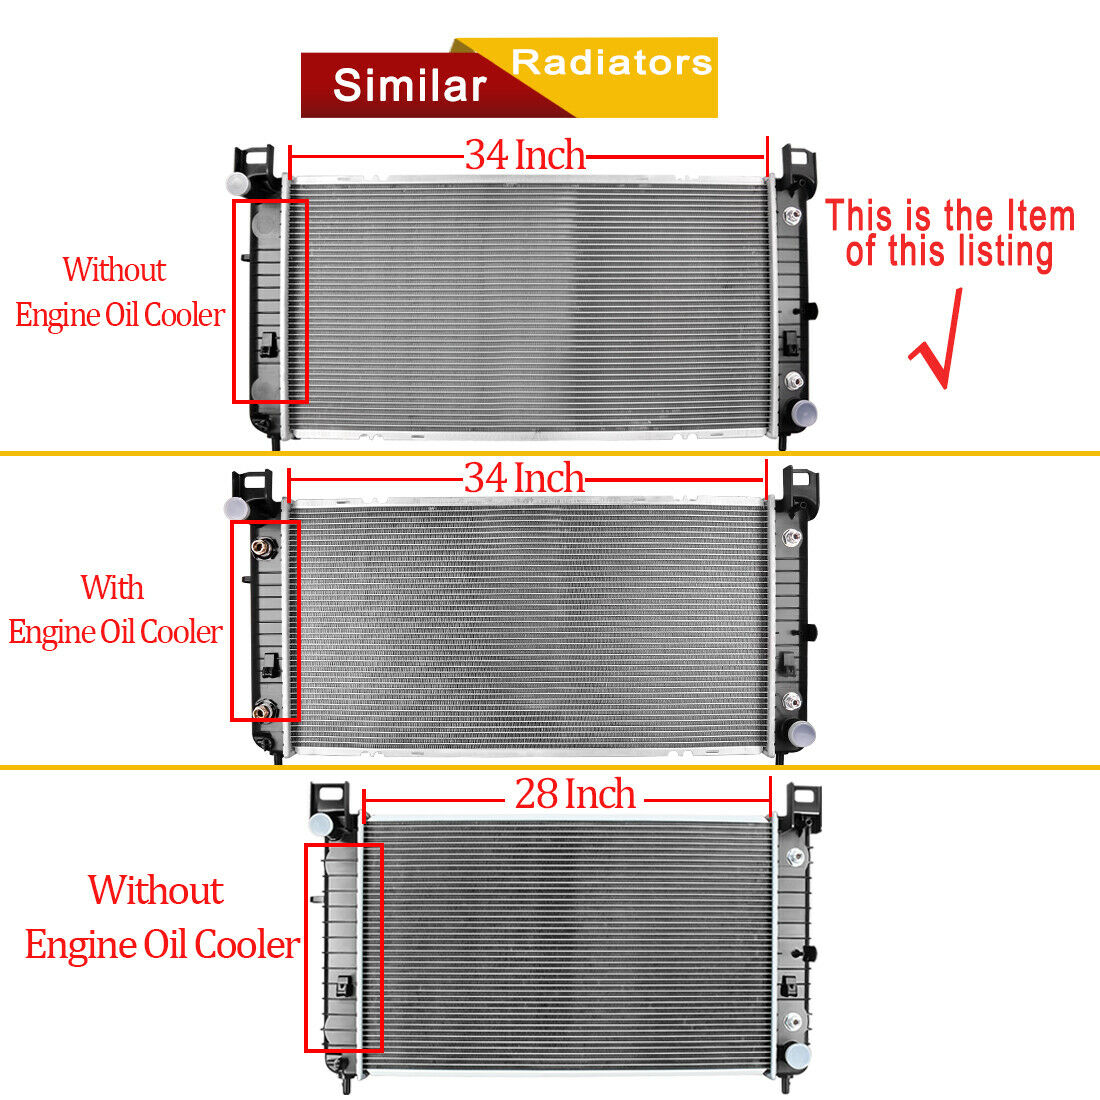 Similar Radiators
34 Inch
This is the Item
of this listing
Without
Engine Oil Cooler
34 Inch
With
Engine Oil Cooler
28 Inch
Without
Engine Oil Cooler